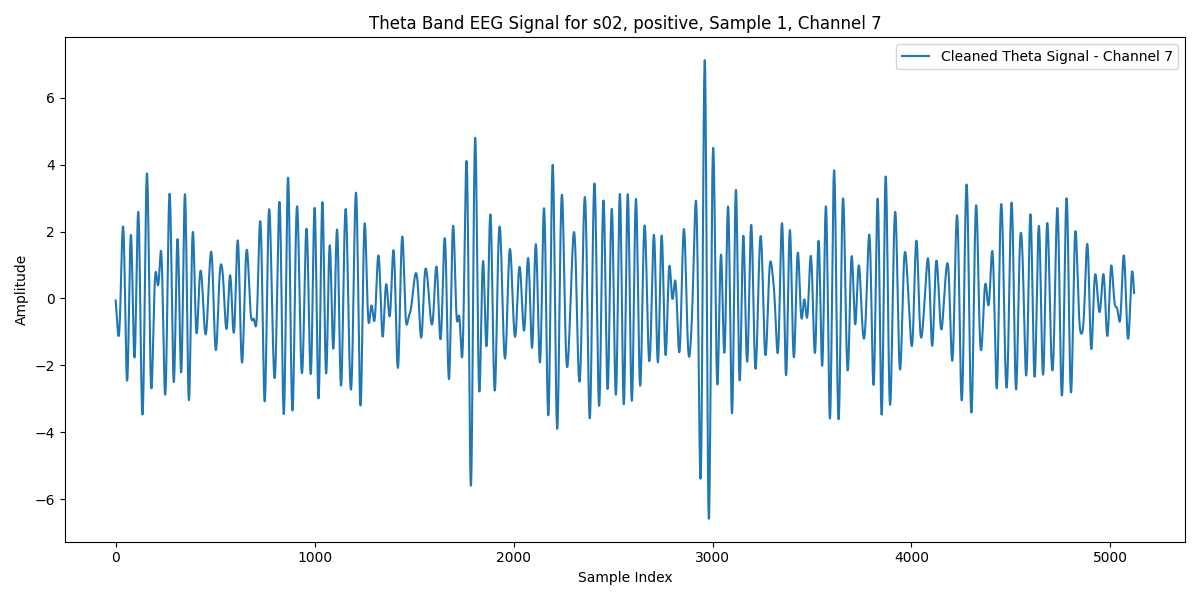 Theta Band EEG Signal for s02, positive, Sample 1, Channel 7
Cleaned Theta Signal - Channel 7
6
4
2
0
−2
−4
−6
Amplitude
0 1000 2000 3000 4000 5000
Sample Index